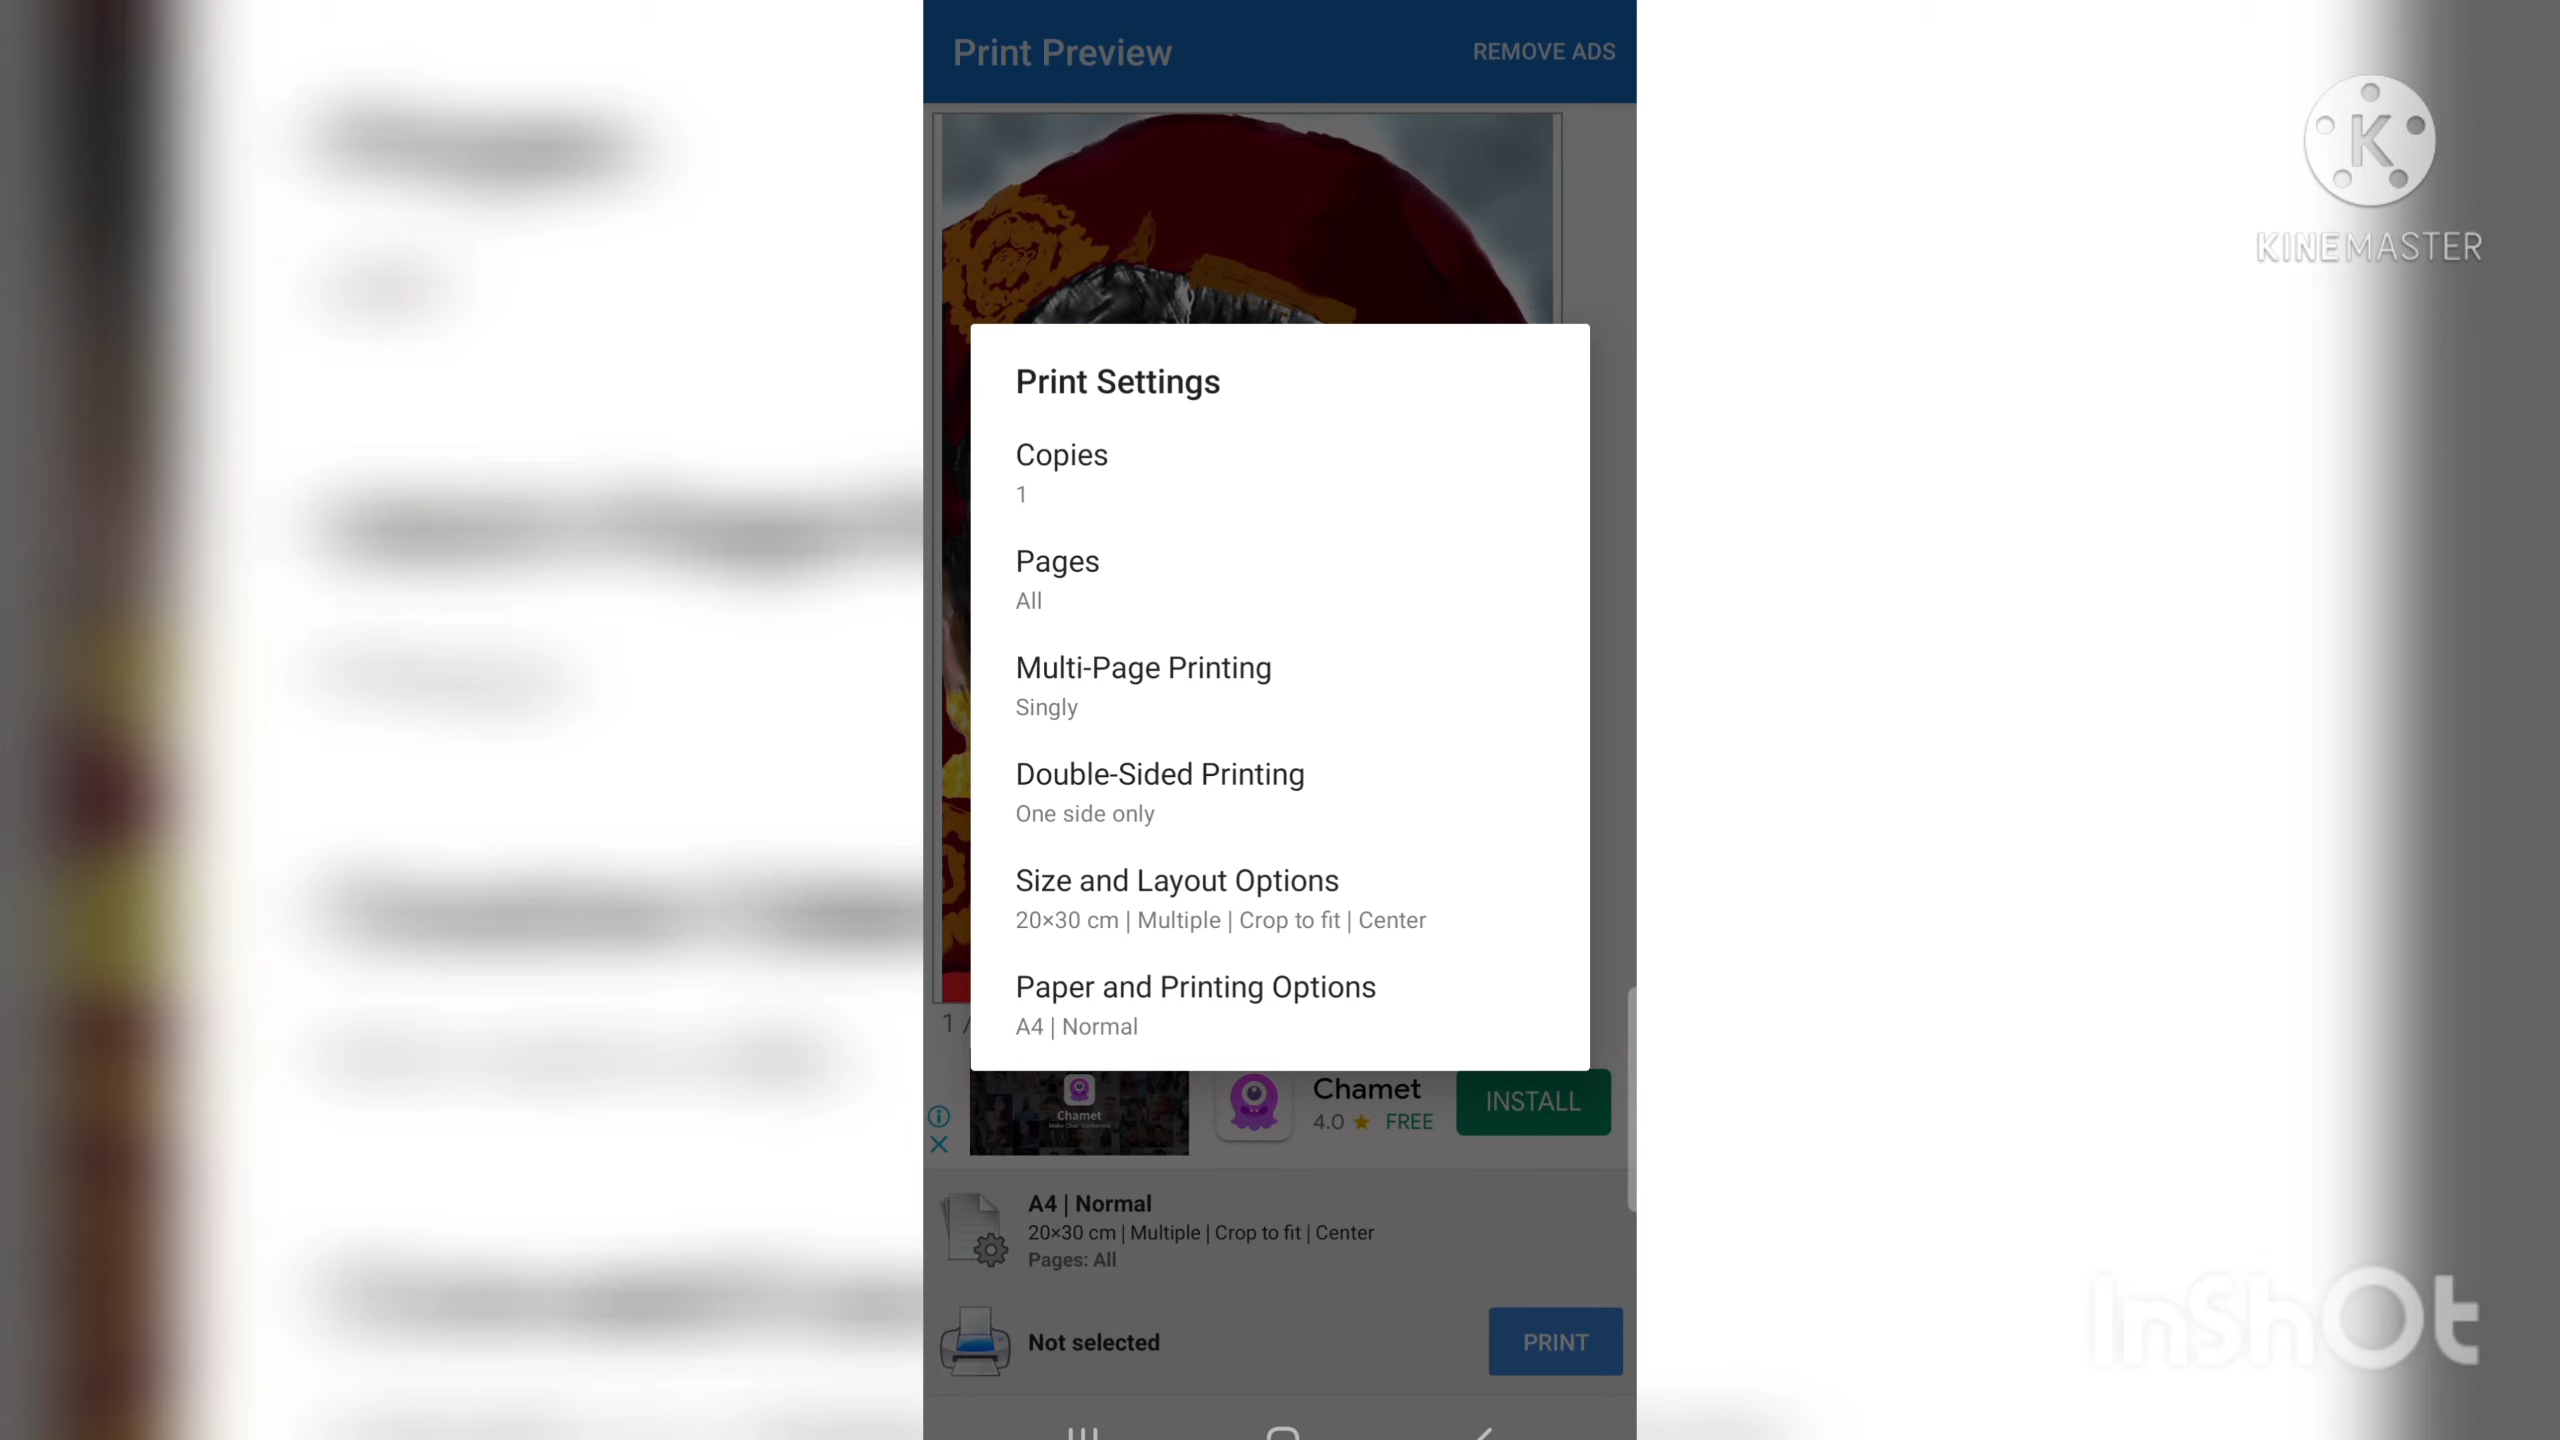 Print Preview
REMOVE ADS
K
KINEMASTER
Print Settings
Copies
1
Pages
All
Multi-Page Printing
Singly
Double-Sided Printing
One side only
Size and Layout Options
20×30 cm | Multiple | Crop to fit | Center
Paper and Printing Options
A4 | Normal
1 /
Chamet
Chamet
4.0 ★ FREE
INSTALL
A4 | Normal
20×30 cm | Multiple | Crop to fit | Center
Pages: All
Not selected
PRINT
InShOt